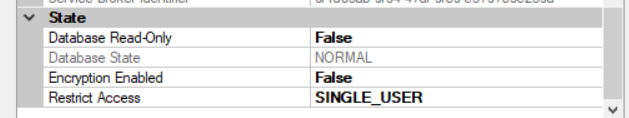 State
Database Read-Only False
Database State NORMAL
Encryption Enabled False
Restrict Access SINGLE_USER